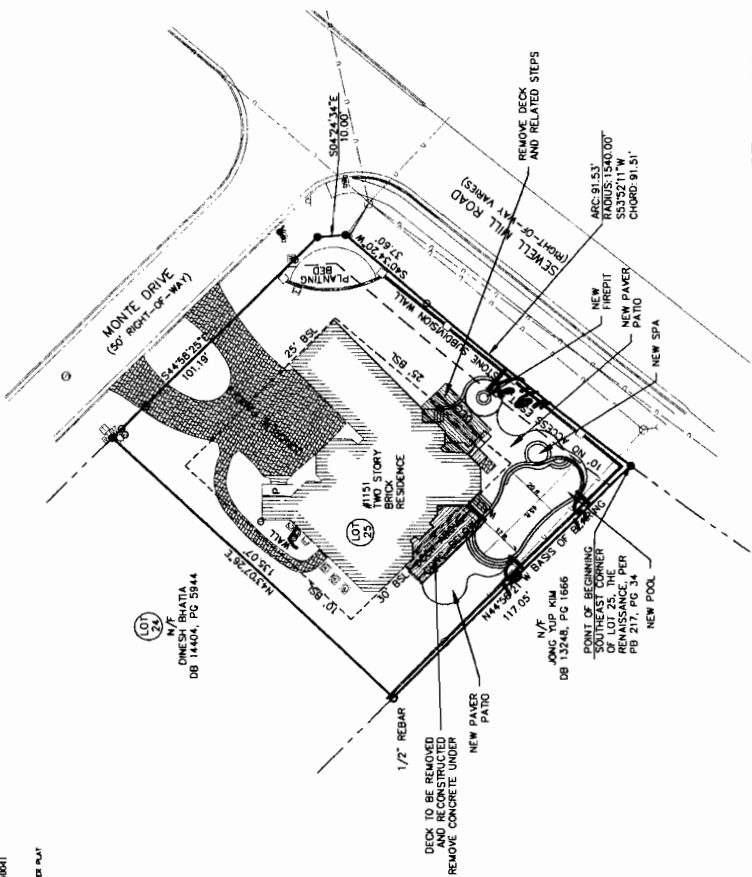 MONTE DRIVE
(50' RIGHT-OF-WAY)
S44°58'25"E
101.19'
S04°24'34"E
10.00'
PLANTING
BED
S40°34'20"W
37.60'
SEWELL MILL ROAD
(RIGHT-OF-WAY VARIES)
STONE SUBDIVISION WALL
REMOVE DECK
AND RELATED STEPS
ARC: 91.53'
RADIUS: 1540.00'
S53°52'11"W
CHORD: 91.51'
25' BSL
25' BSL
NEW
FIREPIT
NEW PAVER
PATIO
NEW SPA
10' NO ACCESS
P
#1151
TWO STORY
BRICK
RESIDENCE
LOT
25
WALL
10' BSL
30' BSL
N43°07'26"E
135.07'
LOT
24
N/F
DINESH BHATIA
DB 14404, PG 5944
BASIS OF BEARING
117.05'
N/F
JONG YUP KIM
DB 13248, PG 1666
POINT OF BEGINNING
SOUTHEAST CORNER
OF LOT 25, THE
RENAISSANCE, PER
PB 217, PG 34
NEW POOL
1/2" REBAR
NEW PAVER
PATIO
DECK TO BE REMOVED
AND RECONSTRUCTED
REMOVE CONCRETE UNDER
ER PLAT